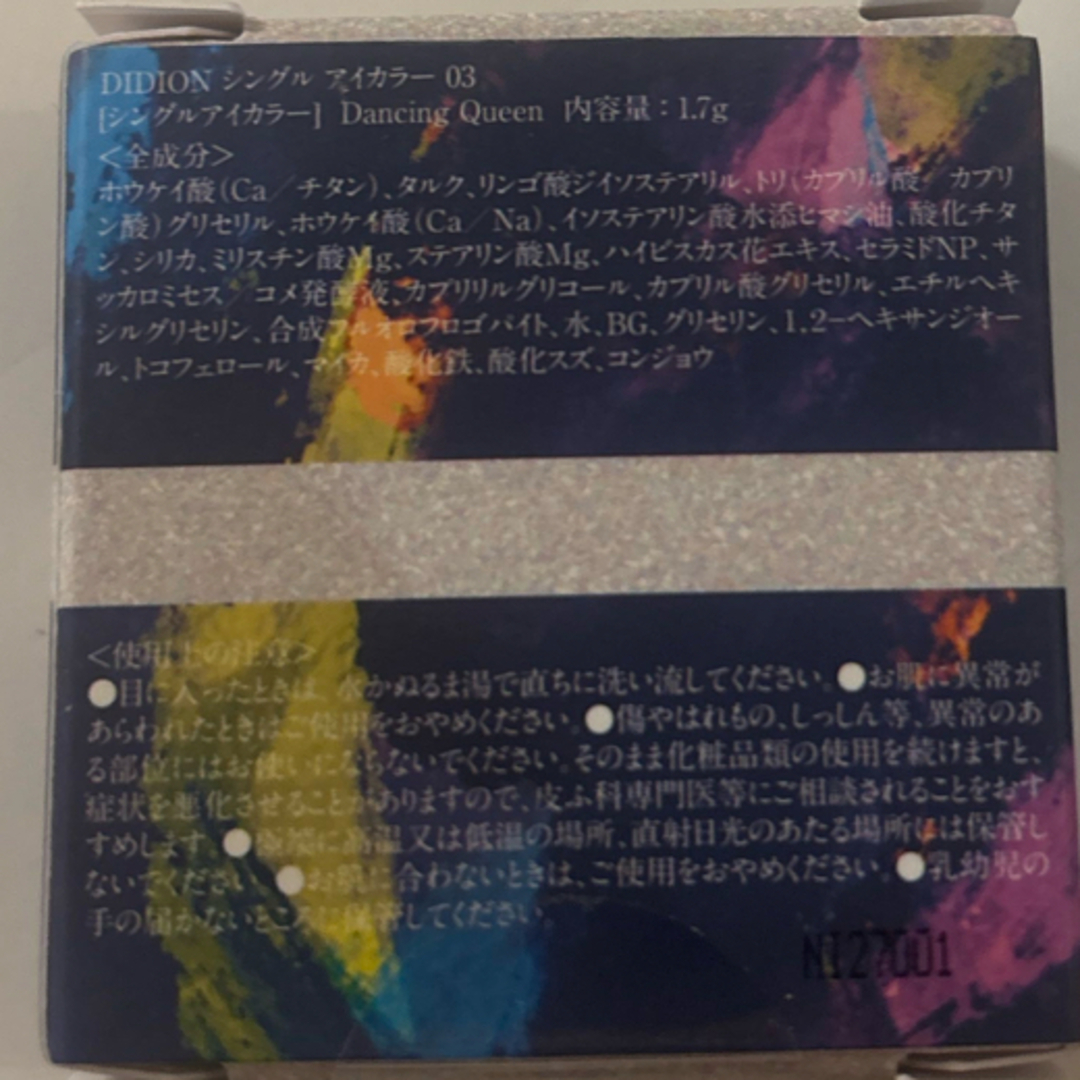 DIDION シングル アイカラー 03
[シングルアイカラー] Dancing Queen 内容量：1.7g
＜全成分＞
ホウケイ酸(Ca／チタン)、タルク、リンゴ酸ジイソステアリル、トリ(カプリル酸／カプリ
ン酸)グリセリル、ホウケイ酸(Ca／Na)、イソステアリン酸水添ヒマシ油、酸化チタ
ン、シリカ、ミリスチン酸Mg、ステアリン酸Mg、ハイビスカス花エキス、セラミドNP、サ
ッカロミセス／コメ発酵液、カプリリルグリコール、カプリル酸グリセリル、エチルヘキ
シルグリセリン、合成フルオロフロゴパイト、水、BG、グリセリン、1.2-ヘキサンジオー
ル、トコフェロール、マイカ、酸化鉄、酸化スズ、コンジョウ
＜使用上の注意＞
●目に入ったときは、水かぬるま湯で直ちに洗い流してください。●お肌に異常が
あらわれたときはご使用をおやめください。●傷やはれもの、しっしん等、異常のあ
る部位にはお使いにならないでください。そのまま化粧品類の使用を続けますと、
症状を悪化させることがありますので、皮ふ科専門医等にご相談されることをおす
すめします。●極端に高温又は低温の場所、直射日光のあたる場所には保管し
ないでください。●お肌に合わないときは、ご使用をおやめください。●乳幼児の
手の届かないところに保管してください。
NI27001